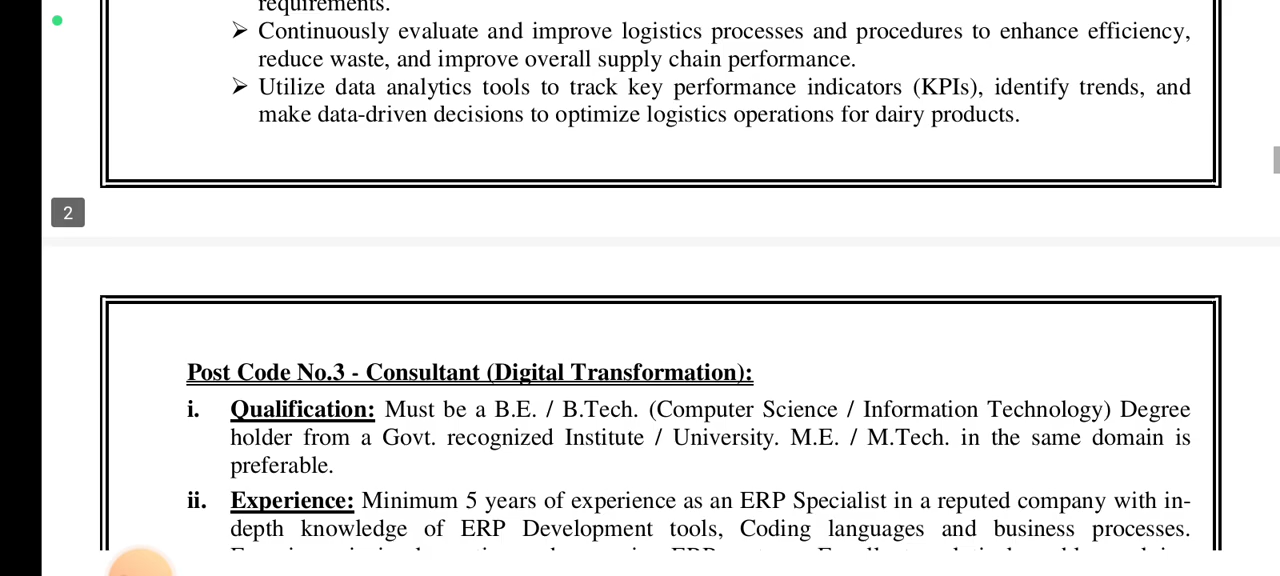 requirements.
➢ Continuously evaluate and improve logistics processes and procedures to enhance efficiency,
reduce waste, and improve overall supply chain performance.
➢ Utilize data analytics tools to track key performance indicators (KPIs), identify trends, and
make data-driven decisions to optimize logistics operations for dairy products.
2
Post Code No.3 - Consultant (Digital Transformation):
i. Qualification: Must be a B.E. / B.Tech. (Computer Science / Information Technology) Degree
holder from a Govt. recognized Institute / University. M.E. / M.Tech. in the same domain is
preferable.
ii. Experience: Minimum 5 years of experience as an ERP Specialist in a reputed company with in-
depth knowledge of ERP Development tools, Coding languages and business processes.